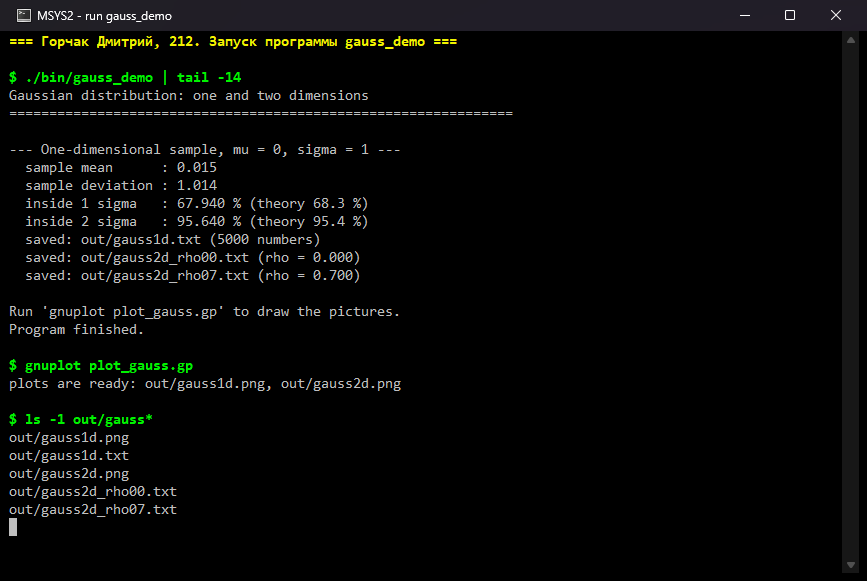 MSYS2 - run gauss_demo
=== Горчак Дмитрий, 212. Запуск программы gauss_demo ===
$ ./bin/gauss_demo | tail -14
Gaussian distribution: one and two dimensions
===============================================================
--- One-dimensional sample, mu = 0, sigma = 1 ---
  sample mean      : 0.015
  sample deviation : 1.014
  inside 1 sigma   : 67.940 % (theory 68.3 %)
  inside 2 sigma   : 95.640 % (theory 95.4 %)
  saved: out/gauss1d.txt (5000 numbers)
  saved: out/gauss2d_rho00.txt (rho = 0.000)
  saved: out/gauss2d_rho07.txt (rho = 0.700)
Run 'gnuplot plot_gauss.gp' to draw the pictures.
Program finished.
$ gnuplot plot_gauss.gp
plots are ready: out/gauss1d.png, out/gauss2d.png
$ ls -1 out/gauss*
out/gauss1d.png
out/gauss1d.txt
out/gauss2d.png
out/gauss2d_rho00.txt
out/gauss2d_rho07.txt